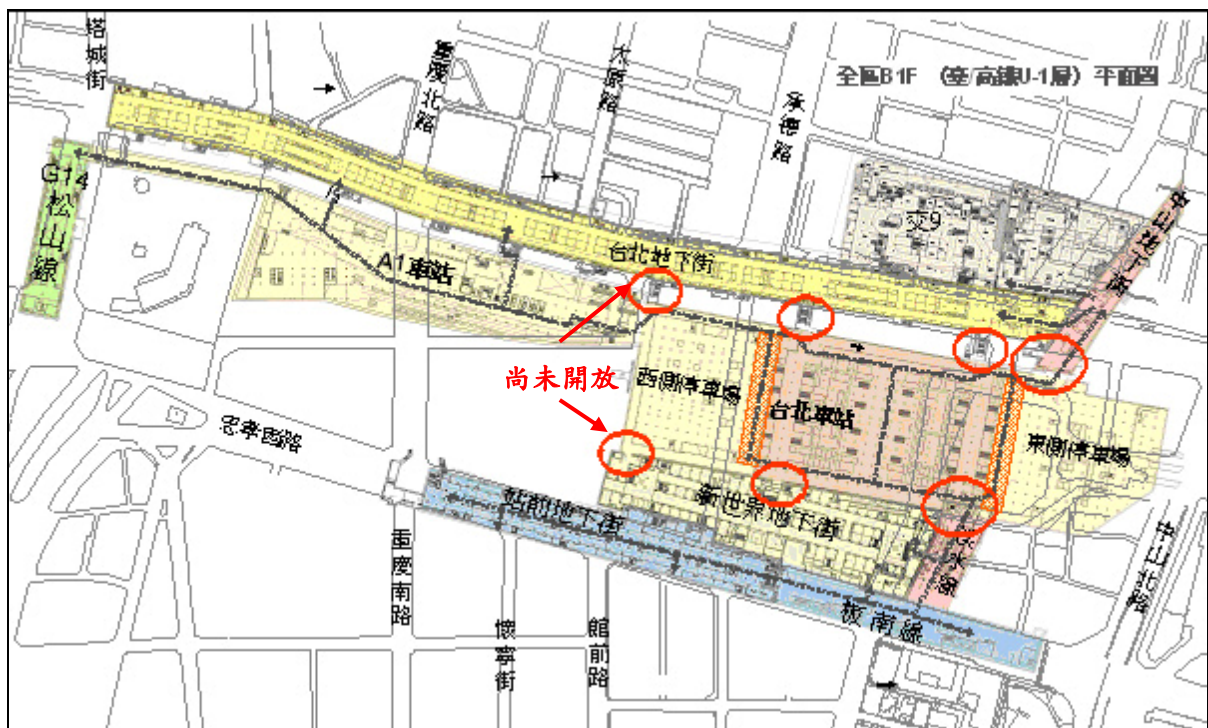 全區B1F （臺/高鐵U-1層）平面圖
塔城街
重慶北路
太原路
承德路
G14
松山線
A1車站
台北地下街
交9
中山地下街
尚未開放
西側停車場
台北車站
東側停車場
忠孝西路
站前地下街
新世界地下街
淡水線
板南線
中山北路
重慶南路
懷寧街
館前路